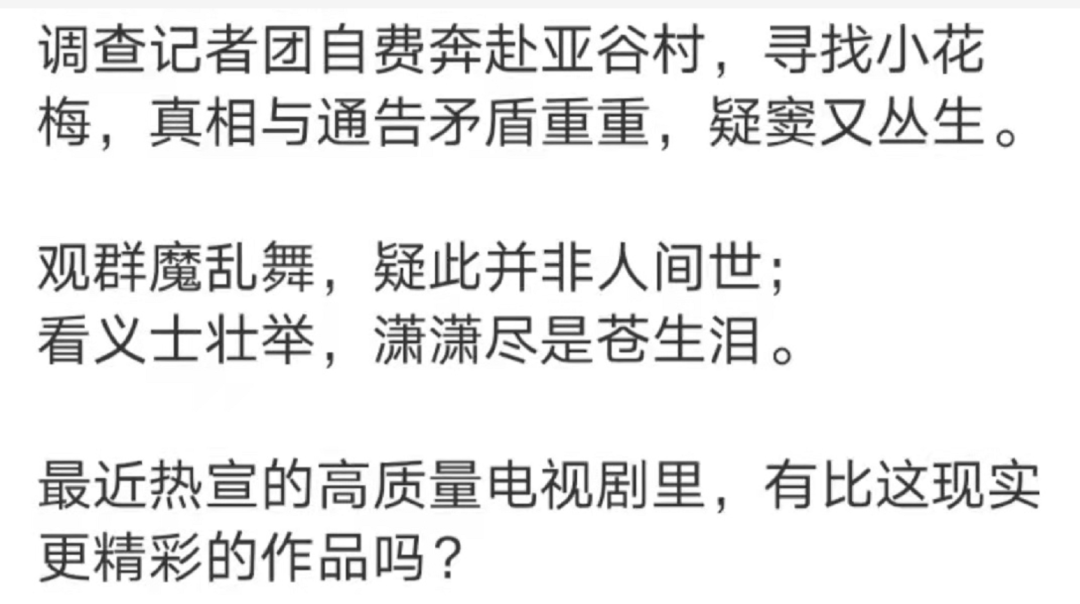 调查记者团自费奔赴亚谷村，寻找小花
梅，真相与通告矛盾重重，疑窦又丛生。
观群魔乱舞，疑此并非人间世；
看义士壮举，潇潇尽是苍生泪。
最近热宣的高质量电视剧里，有比这现实
更精彩的作品吗？